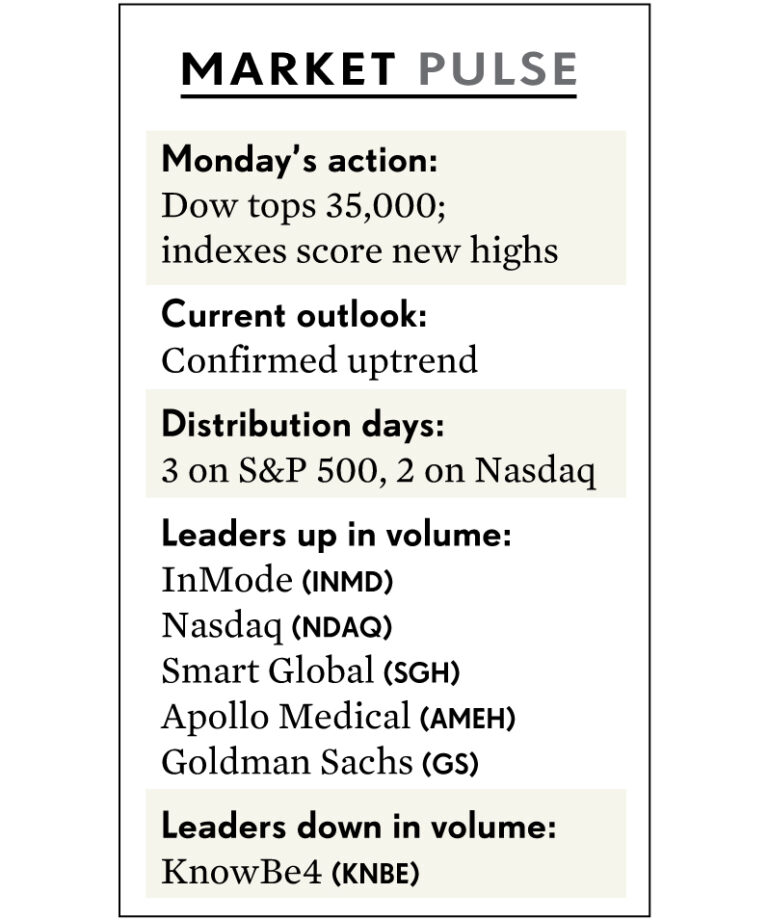 MARKET PULSE
Monday’s action:
Dow tops 35,000;
indexes score new highs
Current outlook:
Confirmed uptrend
Distribution days:
3 on S&P 500, 2 on Nasdaq
Leaders up in volume:
InMode (INMD)
Nasdaq (NDAQ)
Smart Global (SGH)
Apollo Medical (AMEH)
Goldman Sachs (GS)
Leaders down in volume:
KnowBe4 (KNBE)